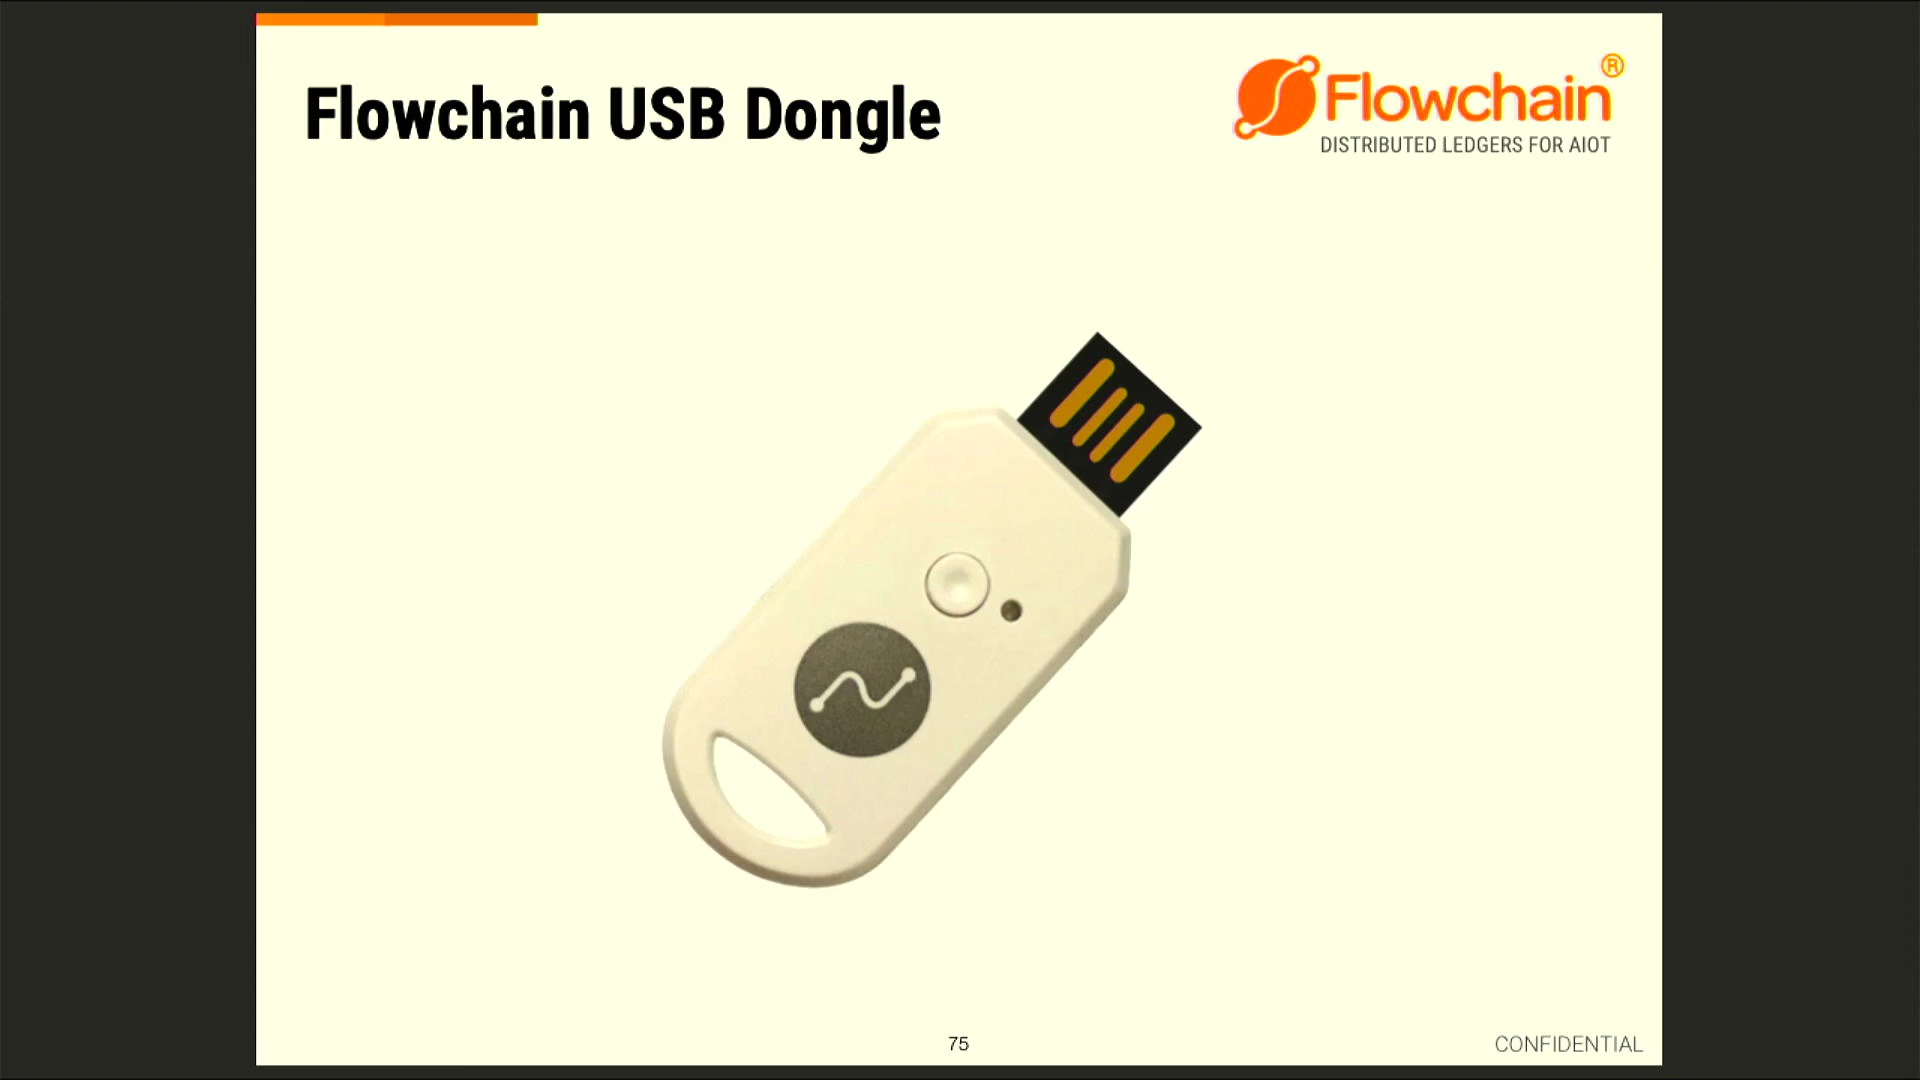 Flowchain USB Dongle
Flowchain®
DISTRIBUTED LEDGERS FOR AIOT
75
CONFIDENTIAL